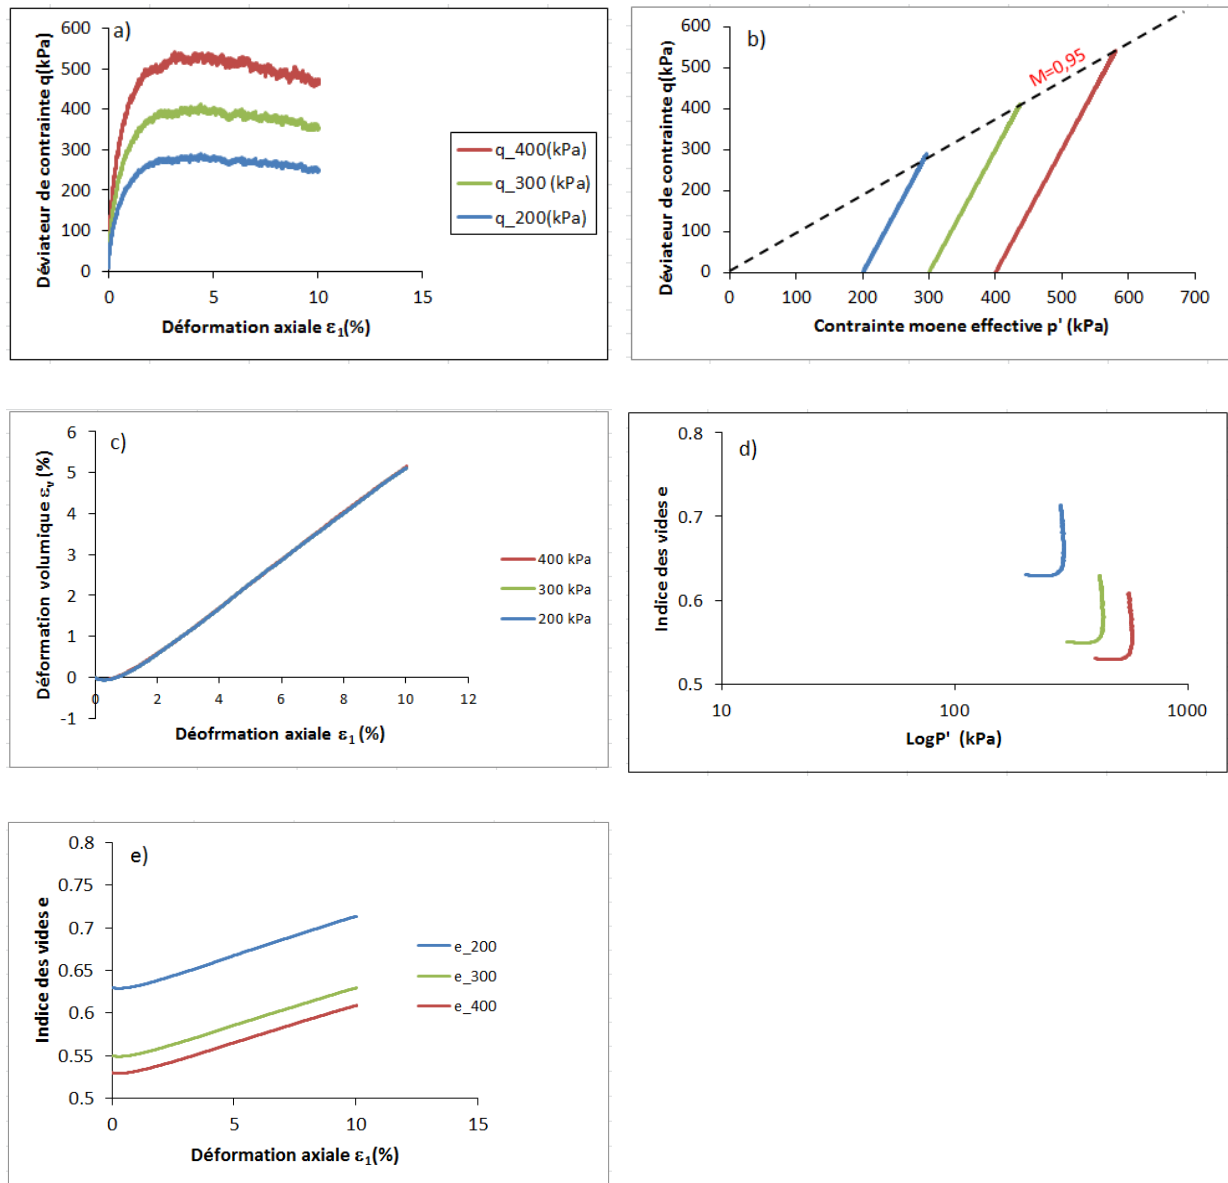 a)
Déviateur de contrainte q(kPa)
600
500
400
300
200
100
0
0
5
10
15
Déformation axiale ε1(%)
q_400(kPa)
q_300 (kPa)
q_200(kPa)
b)
Déviateur de contrainte q(kPa)
600
500
400
300
200
100
0
M=0,95
0
100
200
300
400
500
600
700
Contrainte moene effective p' (kPa)
c)
Déformation volumique εv (%)
6
5
4
3
2
1
0
-1
0
2
4
6
8
10
12
Déofrmation axiale ε1 (%)
400 kPa
300 kPa
200 kPa
d)
Indice des vides e
0.8
0.7
0.6
0.5
10
100
1000
LogP' (kPa)
e)
Indice des vides e
0.8
0.75
0.7
0.65
0.6
0.55
0.5
0
5
10
15
Déformation axiale ε1(%)
e_200
e_300
e_400